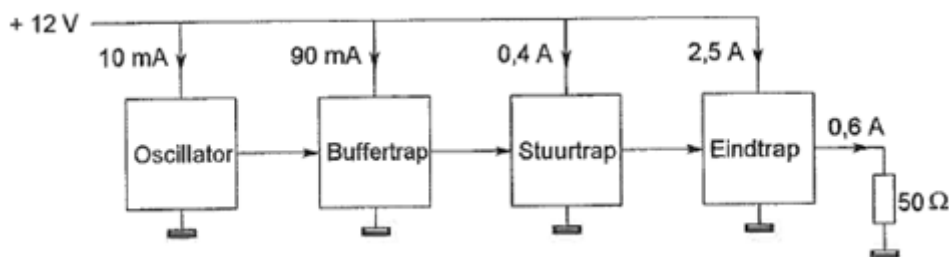 + 12 V
10 mA
90 mA
0,4 A
2,5 A
Oscillator
Buffertrap
Stuurtrap
Eindtrap
0,6 A
50 Ω